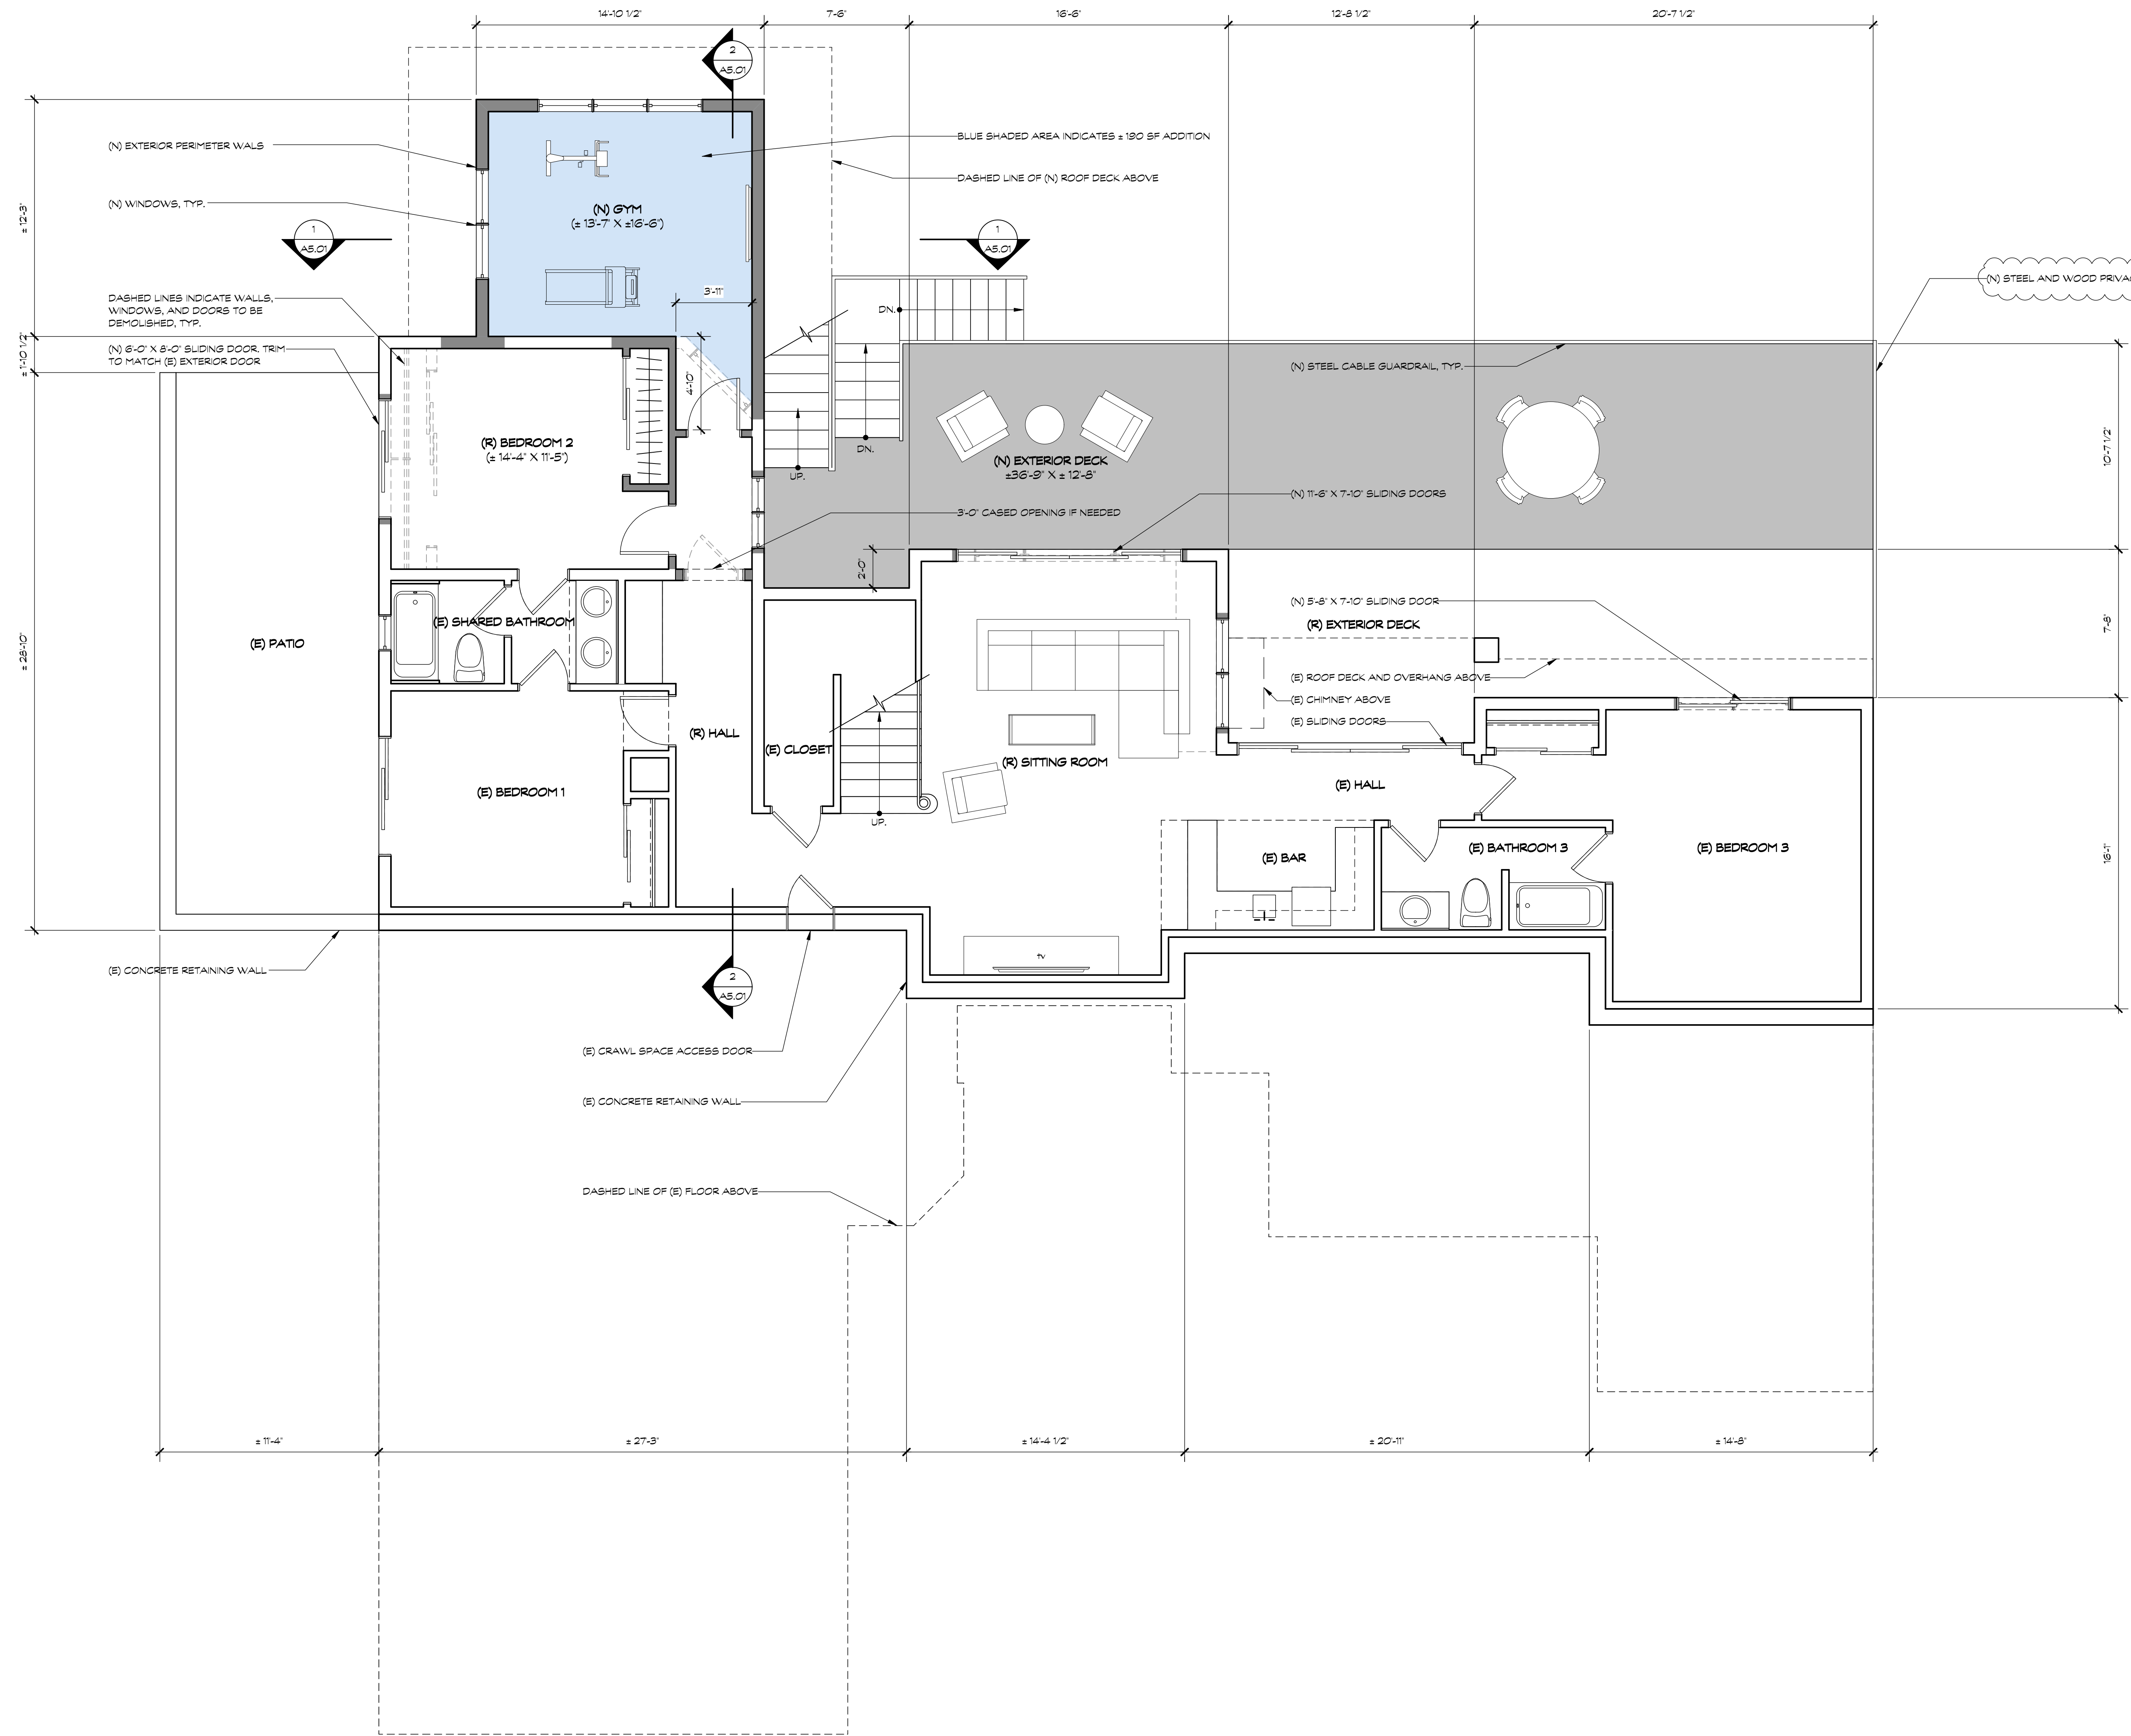 14'-10 1/2"
7'-6"
16'-6"
12'-8 1/2"
20'-7 1/2"
2
A5.01
(N) EXTERIOR PERIMETER WALS
BLUE SHADED AREA INDICATES ± 190 SF ADDITION
DASHED LINE OF (N) ROOF DECK ABOVE
(N) WINDOWS, TYP.
(N) GYM
(± 13'-7" X ±16'-6")
± 12'-3"
1
A5.01
1
A5.01
(N) STEEL AND WOOD PRIVA
DASHED LINES INDICATE WALLS,
WINDOWS, AND DOORS TO BE
DEMOLISHED, TYP.
3'-11"
DN.
± 1'-10 1/2"
(N) 6'-0" X 8'-0" SLIDING DOOR. TRIM
TO MATCH (E) EXTERIOR DOOR
4'-10"
(N) STEEL CABLE GUARDRAIL, TYP.
(R) BEDROOM 2
(± 14'-4" X 11'-5")
DN.
UP.
(N) EXTERIOR DECK
±36'-9" X ± 12'-8"
10'-7 1/2"
(N) 11'-6" X 7'-10" SLIDING DOORS
3'-0" CASED OPENING IF NEEDED
2'-0"
(N) 5'-8" X 7'-10" SLIDING DOOR
(E) SHARED BATHROOM
(R) EXTERIOR DECK
7'-8"
(E) PATIO
± 28'-10"
(E) ROOF DECK AND OVERHANG ABOVE
(E) CHIMNEY ABOVE
(E) SLIDING DOORS
(R) HALL
(E) CLOSET
(R) SITTING ROOM
(E) HALL
(E) BEDROOM 1
UP.
(E) BAR
(E) BATHROOM 3
(E) BEDROOM 3
16'-1"
tv
(E) CONCRETE RETAINING WALL
2
A5.01
(E) CRAWL SPACE ACCESS DOOR
(E) CONCRETE RETAINING WALL
DASHED LINE OF (E) FLOOR ABOVE
± 11'-4"
± 27'-3"
± 14'-4 1/2"
± 20'-11"
± 14'-8"